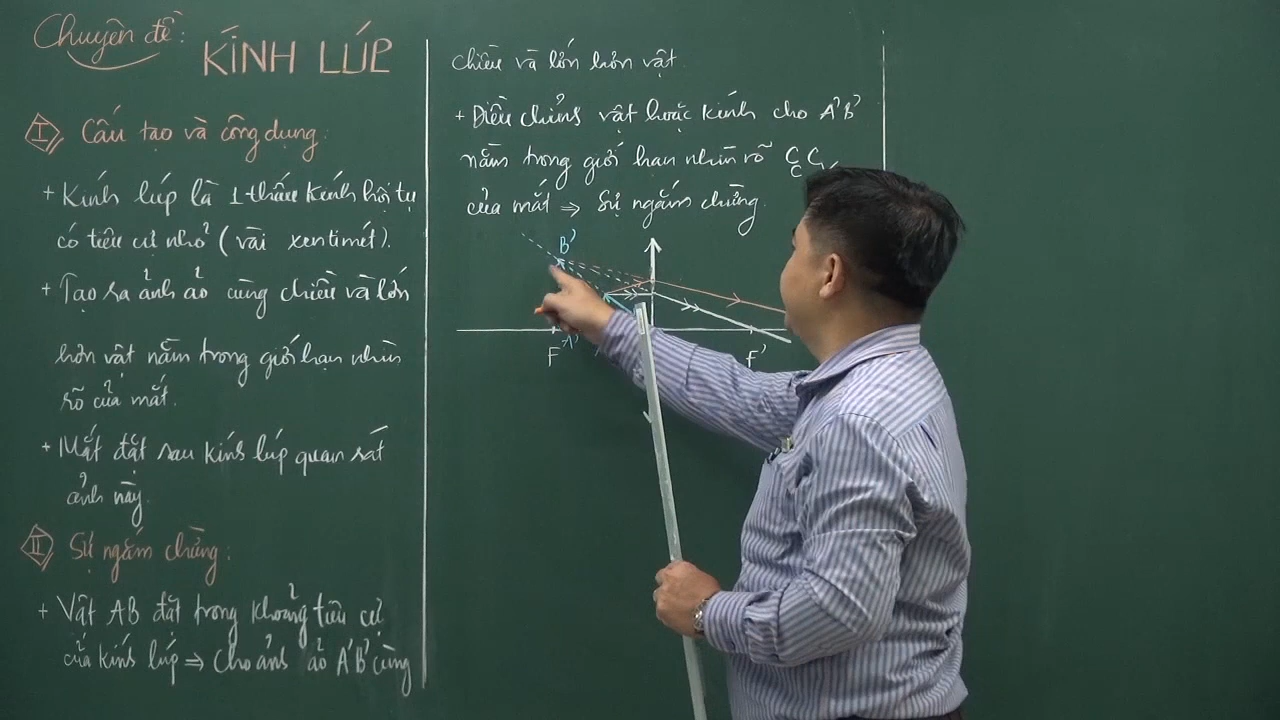 Chuyên đề:
KÍNH LÚP
I Cấu tạo và công dụng:
+ Kính lúp là 1 thấu kính hội tụ
có tiêu cự nhỏ (vài xentimét).
+ Tạo ra ảnh ảo cùng chiều và lớn
hơn vật nằm trong giới hạn nhìn
rõ của mắt.
+ Mắt đặt sau kính lúp quan sát
ảnh này.
II Sự ngắm chừng:
+ Vật AB đặt trong khoảng tiêu cự
của kính lúp ⇒ Cho ảnh ảo A'B' cùng
chiều và lớn hơn vật.
+ Điều chỉnh vật hoặc kính cho A'B'
nằm trong giới hạn nhìn rõ Cc Cv
của mắt ⇒ Sự ngắm chừng.
B'
F A' F'